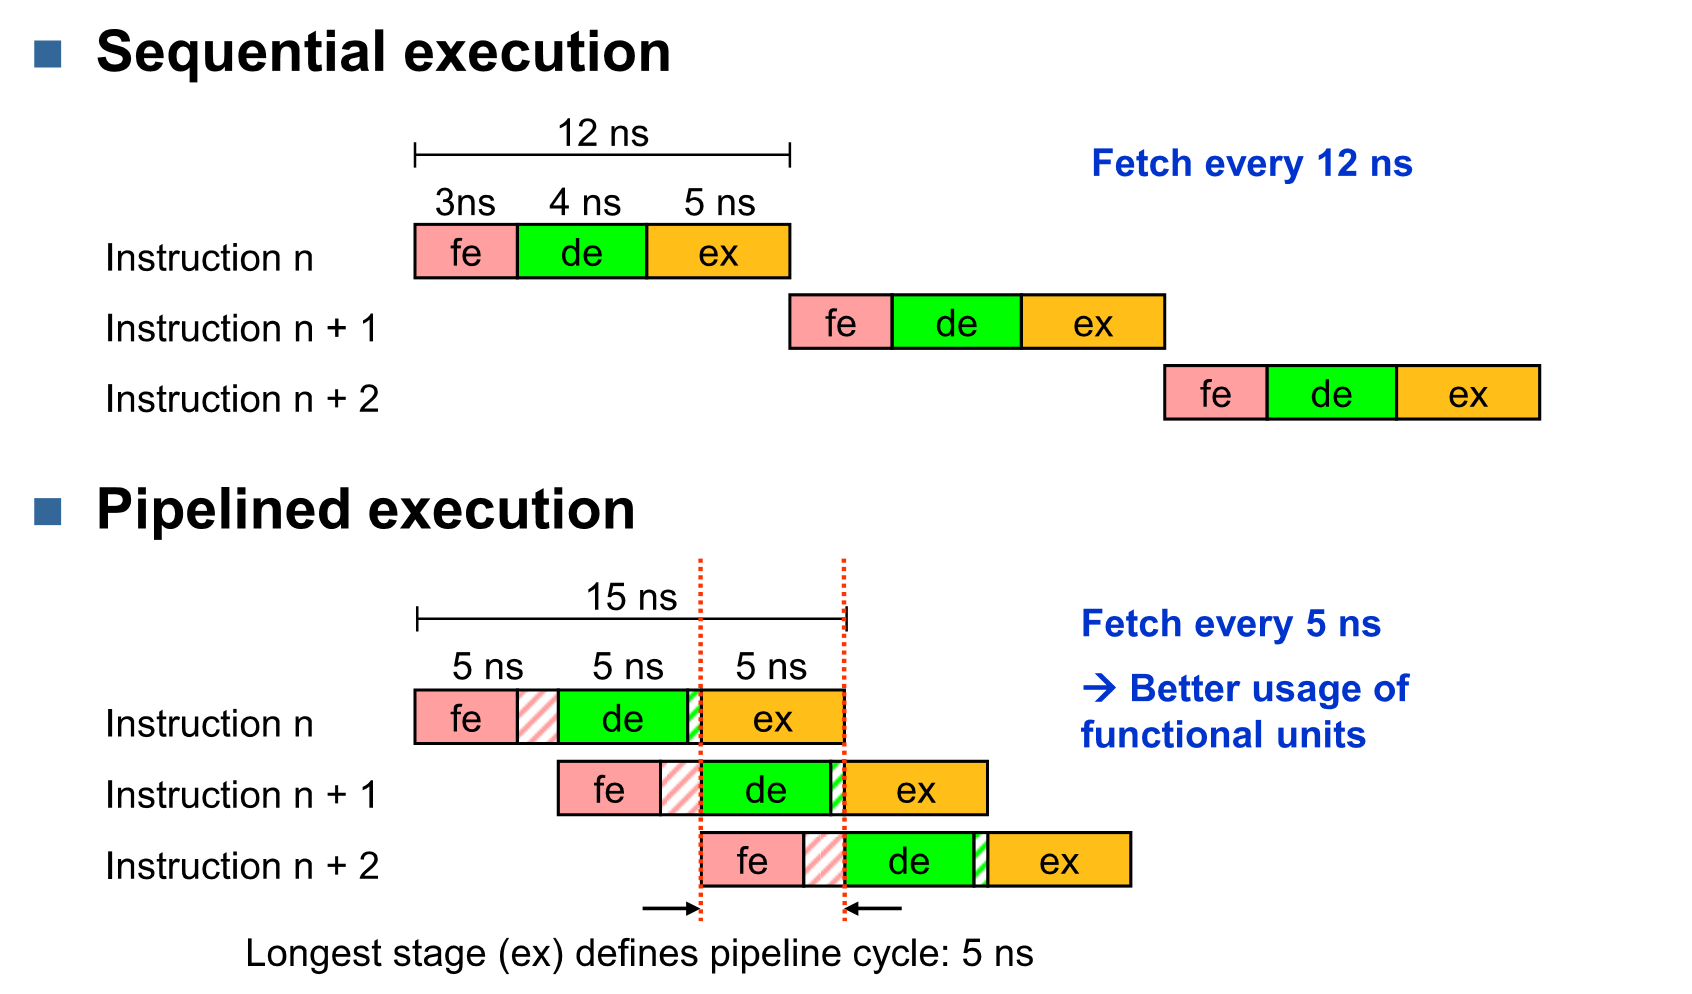 Sequential execution
12 ns
Fetch every 12 ns
3ns 4 ns 5 ns
Instruction n fe de ex
Instruction n + 1 fe de ex
Instruction n + 2 fe de ex
Pipelined execution
15 ns
Fetch every 5 ns
5 ns 5 ns 5 ns
→ Better usage of
functional units
Instruction n fe de ex
Instruction n + 1 fe de ex
Instruction n + 2 fe de ex
Longest stage (ex) defines pipeline cycle: 5 ns